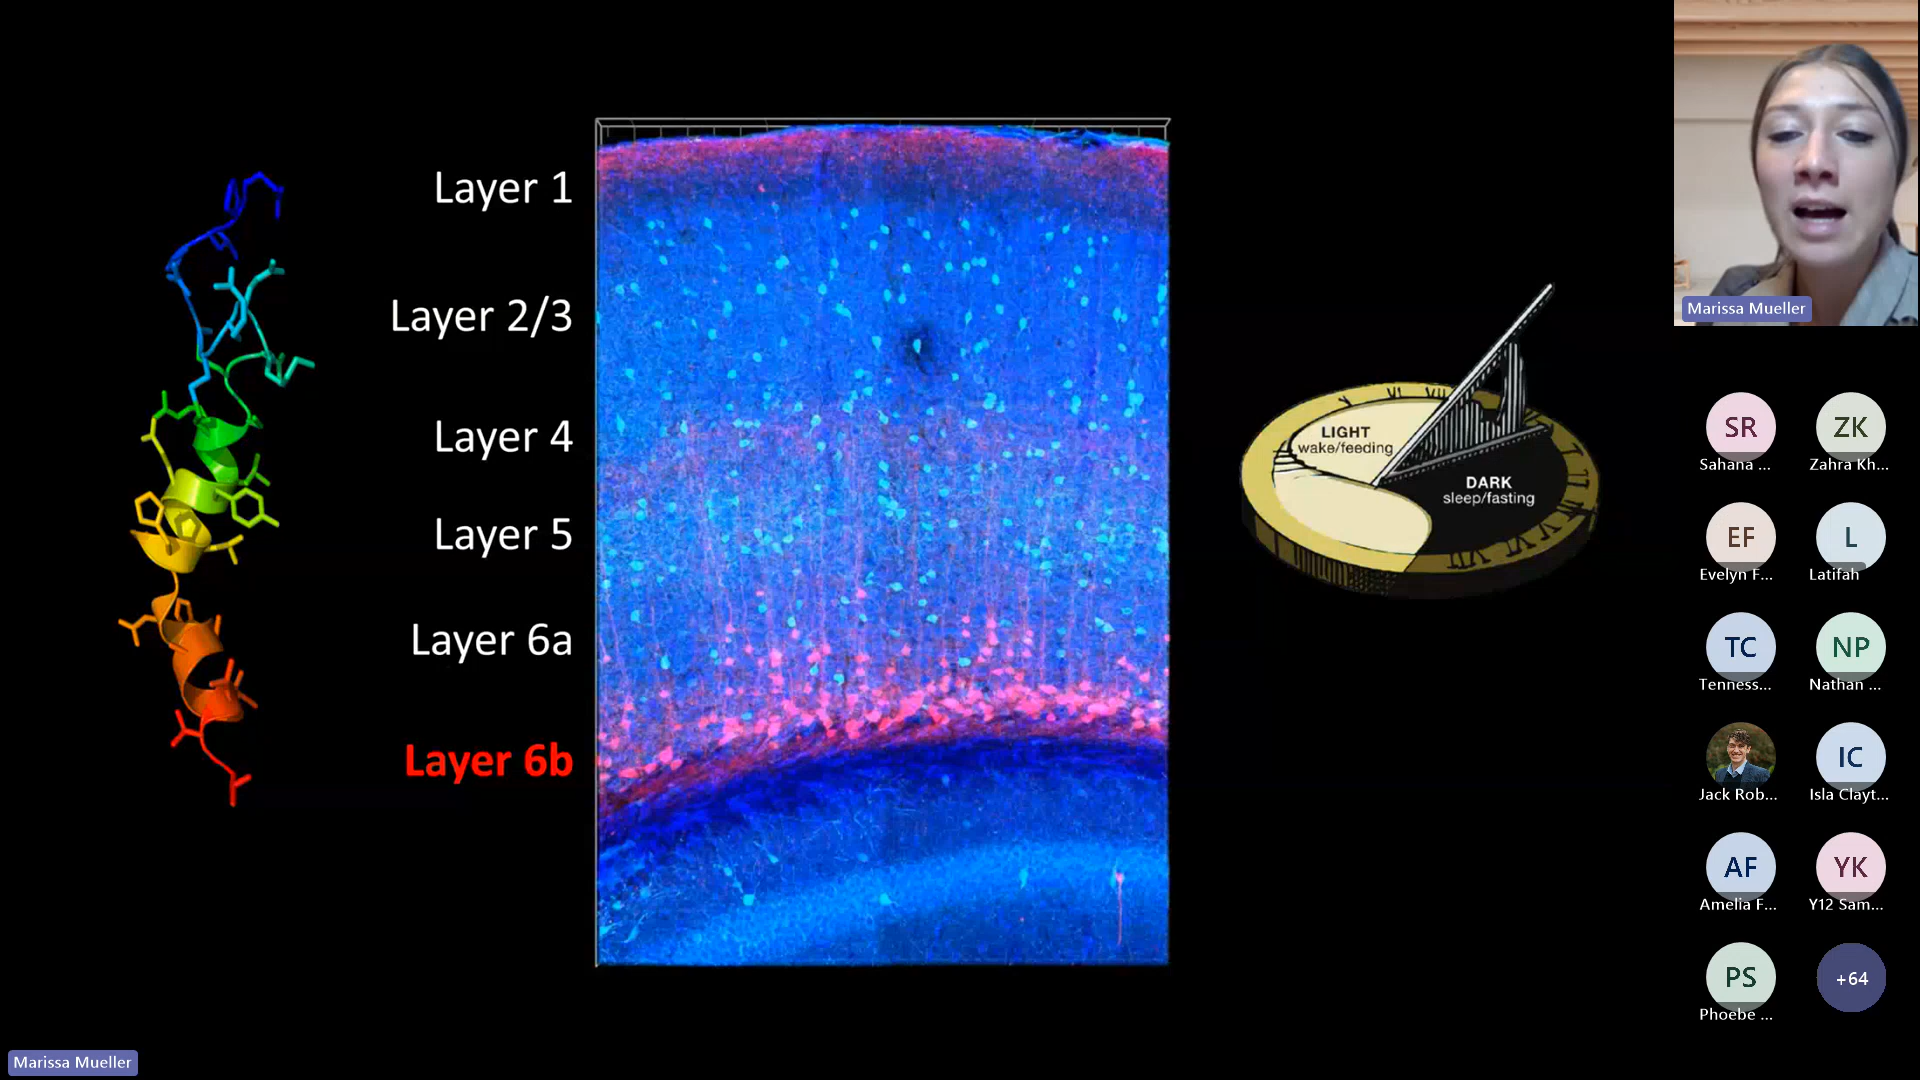 Layer 1
Layer 2/3
Layer 4
Layer 5
Layer 6a
Layer 6b
V VI VII
LIGHT
wake/feeding
DARK
sleep/fasting
Marissa Mueller
SR
Sahana ...
ZK
Zahra Kh...
EF
Evelyn F...
L
Latifah
TC
Tenness...
NP
Nathan ...
Jack Rob...
IC
Isla Clayt...
AF
Amelia F...
YK
Y12 Sam...
PS
Phoebe ...
+64
Marissa Mueller